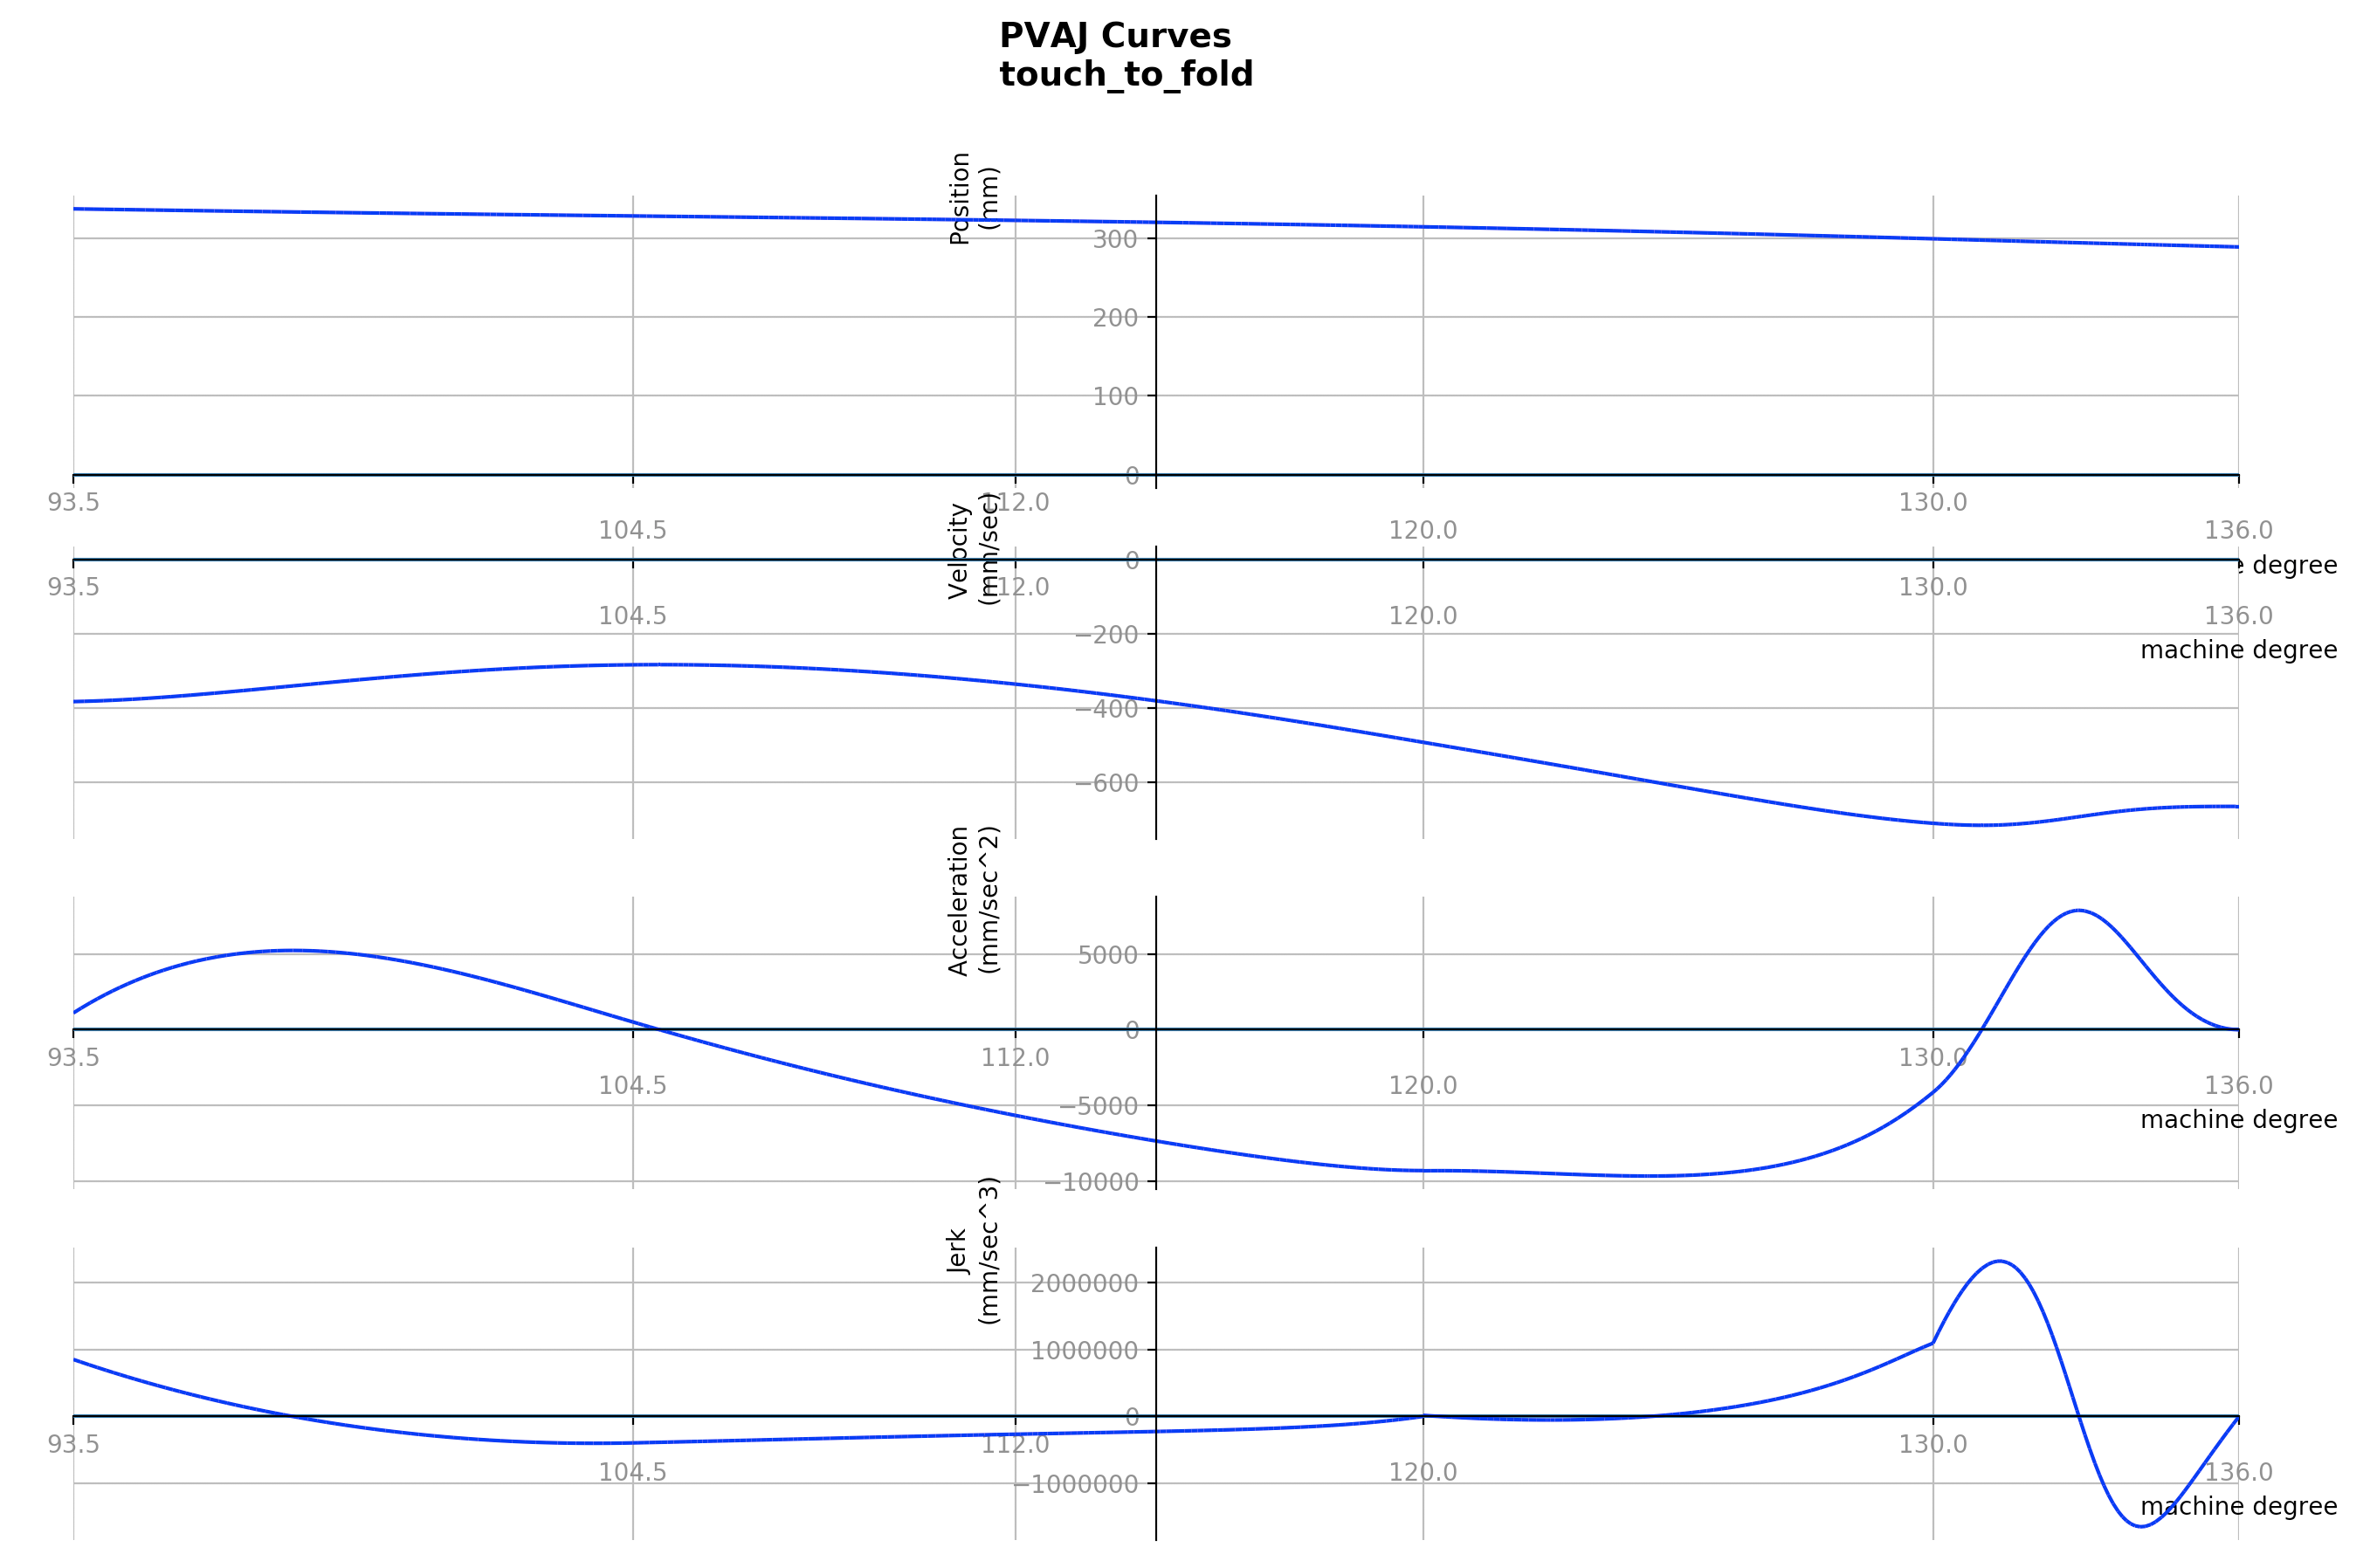 PVAJ Curves
touch_to_fold
Position
(mm)
300
200
100
0
93.5
112.0
130.0
104.5
120.0
136.0
Velocity
(mm/sec)
0
e degree
93.5
112.0
130.0
104.5
120.0
136.0
−200
machine degree
−400
−600
Acceleration
(mm/sec^2)
5000
0
93.5
112.0
130.0
104.5
120.0
136.0
−5000
machine degree
−10000
Jerk
(mm/sec^3)
2000000
1000000
0
93.5
112.0
130.0
104.5
120.0
136.0
−1000000
machine degree